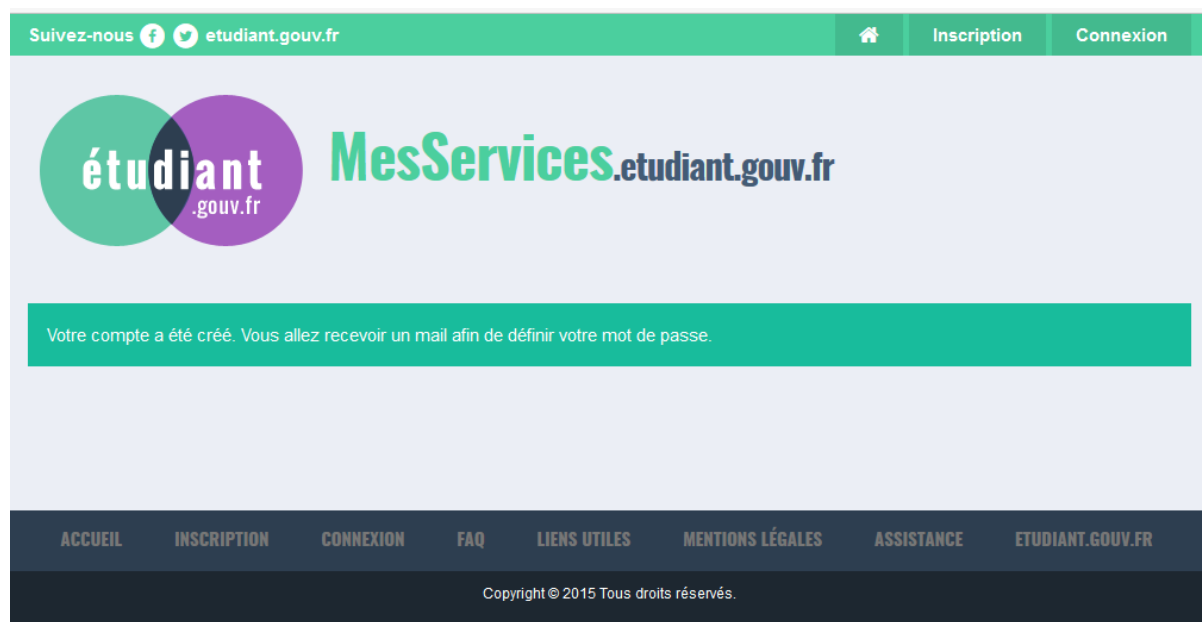 Suivez-nous etudiant.gouv.fr Inscription Connexion
étudiant
.gouv.fr
MesServices.etudiant.gouv.fr
Votre compte a été créé. Vous allez recevoir un mail afin de définir votre mot de passe.
ACCUEIL INSCRIPTION CONNEXION FAQ LIENS UTILES MENTIONS LÉGALES ASSISTANCE ETUDIANT.GOUV.FR
Copyright © 2015 Tous droits réservés.